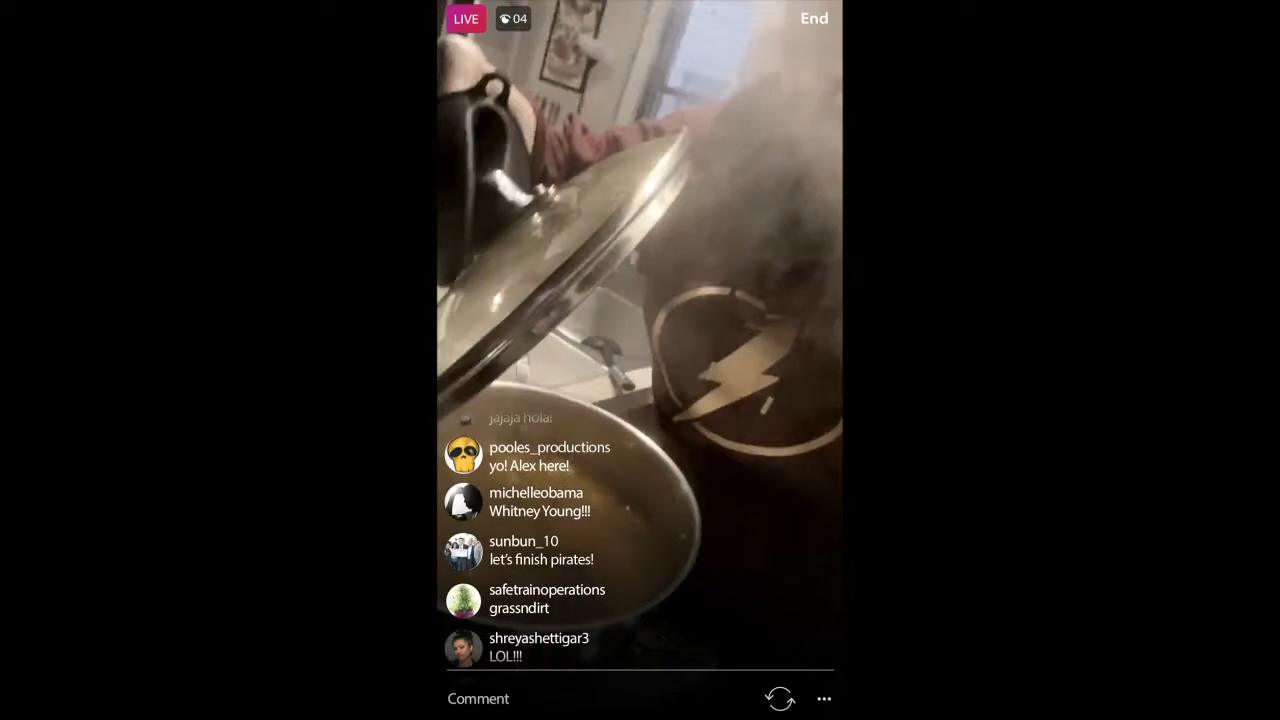 LIVE
04
End
jajaja hola!
pooles_productions
yo! Alex here!
michelleobama
Whitney Young!!!
sunbun_10
let's finish pirates!
safetrainoperations
grassndirt
shreyashettigar3
LOL!!!
Comment